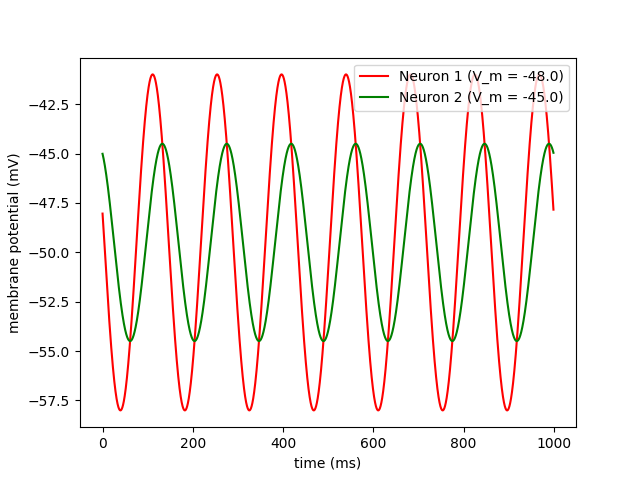 Neuron 1 (V_m = -48.0)
Neuron 2 (V_m = -45.0)
membrane potential (mV)
−42.5
−45.0
−47.5
−50.0
−52.5
−55.0
−57.5
0 200 400 600 800 1000
time (ms)